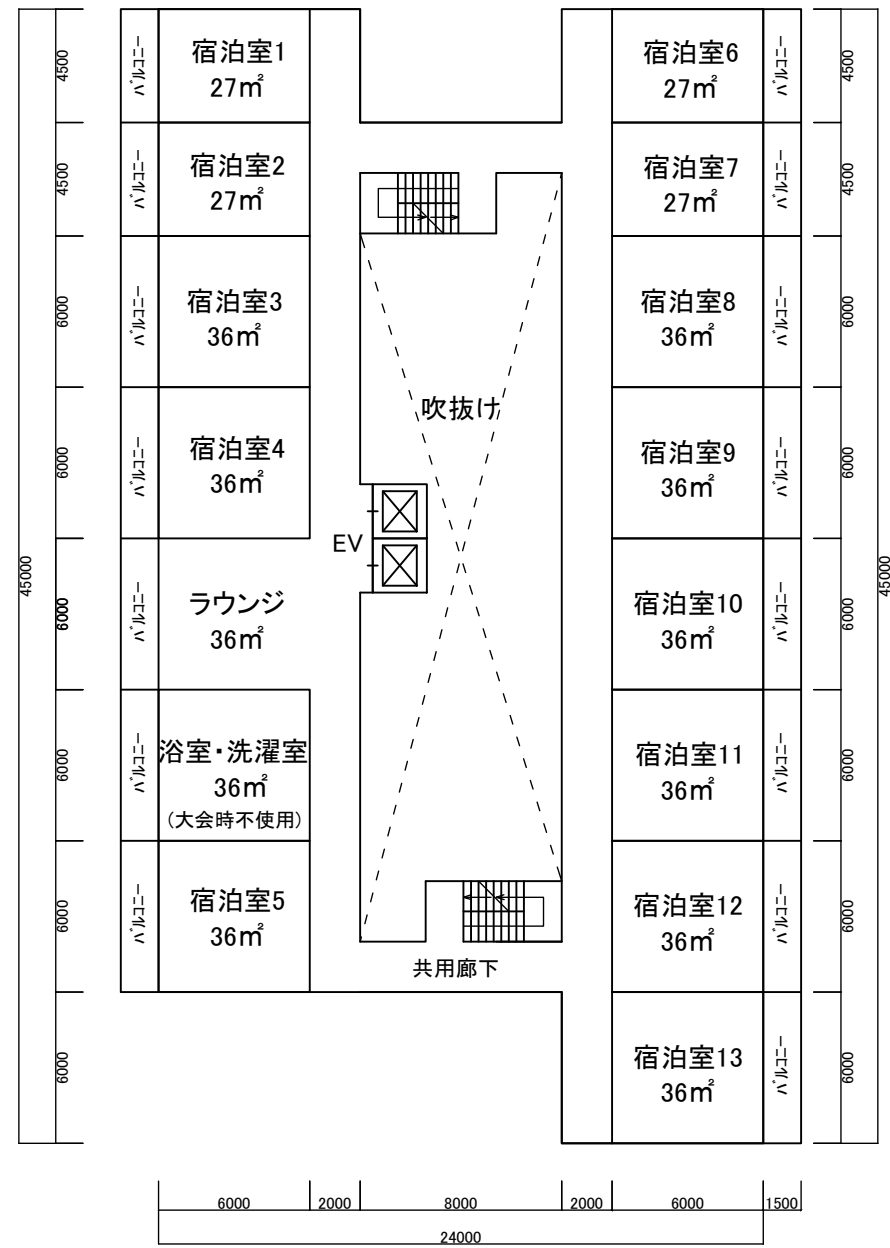 宿泊室1
27㎡
バルコニー
4500
宿泊室6
27㎡
バルコニー
4500
宿泊室2
27㎡
バルコニー
4500
宿泊室7
27㎡
バルコニー
4500
宿泊室3
36㎡
バルコニー
6000
宿泊室8
36㎡
バルコニー
6000
吹抜け
宿泊室4
36㎡
バルコニー
6000
宿泊室9
36㎡
バルコニー
6000
EV
45000
45000
ラウンジ
36㎡
バルコニー
6000
宿泊室10
36㎡
バルコニー
6000
浴室・洗濯室
36㎡
(大会時不使用)
バルコニー
6000
宿泊室11
36㎡
バルコニー
6000
宿泊室5
36㎡
バルコニー
6000
宿泊室12
36㎡
バルコニー
6000
共用廊下
6000
宿泊室13
36㎡
バルコニー
6000
6000
2000
8000
2000
6000
1500
24000